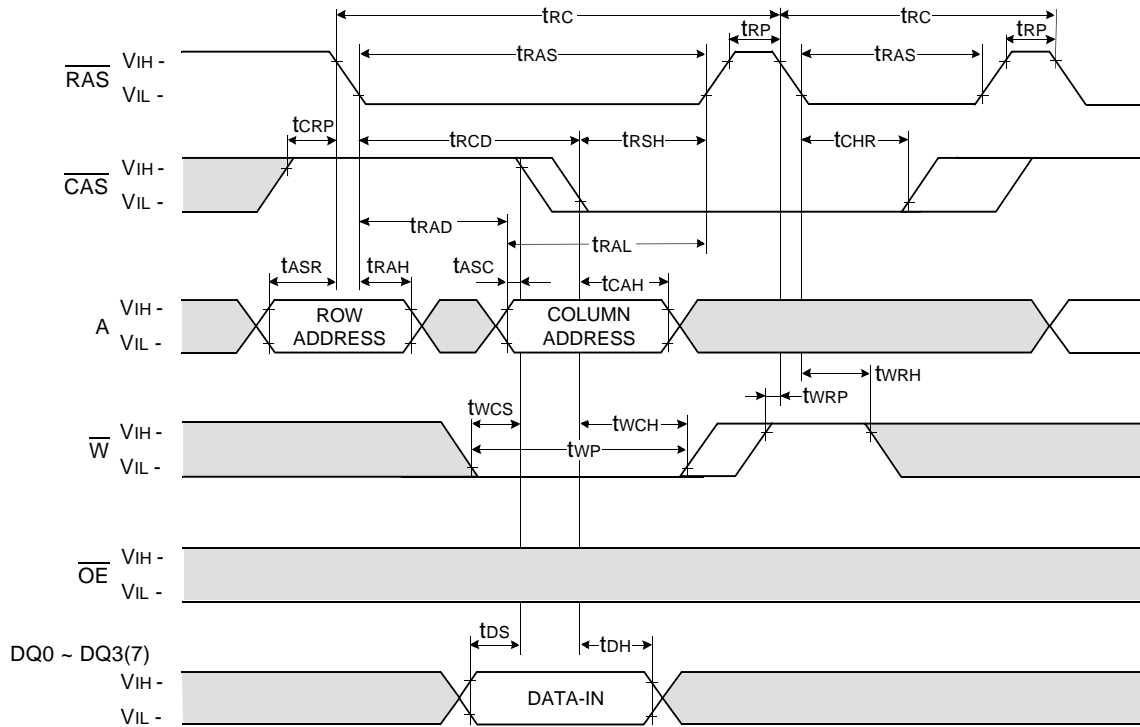 tRC tRC
tRP tRP
tRAS tRAS
RAS VIH -
VIL -
tCRP tRCD tRSH tCHR
CAS VIH -
VIL -
tRAD tRAL
tASR tRAH tASC tCAH
A VIH -
VIL -
ROW
ADDRESS
COLUMN
ADDRESS
tWRH
tWRP
tWCS tWCH
tWP
W VIH -
VIL -
OE VIH -
VIL -
tDS tDH
DQ0 ~ DQ3(7)
VIH -
VIL -
DATA-IN